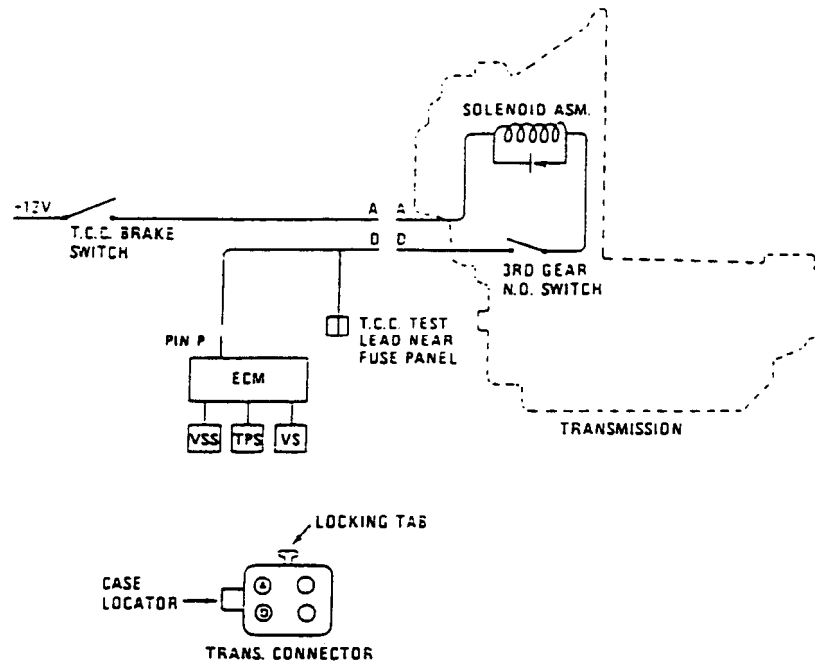 SOLENOID ASM.
+12V
A A
T.C.C. BRAKE
SWITCH
D D
3RD GEAR
N.O. SWITCH
T.C.C. TEST
LEAD NEAR
FUSE PANEL
PIN P
ECM
VSS TPS VS
TRANSMISSION
LOCKING TAB
CASE
LOCATOR
A
D
TRANS. CONNECTOR